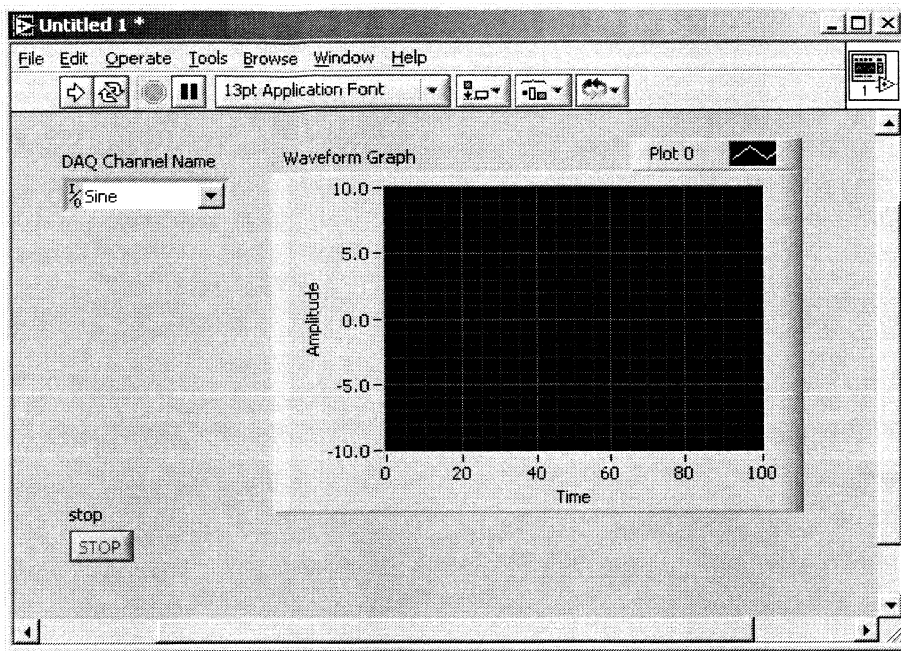 Untitled 1 *
File Edit Operate Tools Browse Window Help
13pt Application Font
1
DAQ Channel Name
I/O Sine
Waveform Graph
Plot 0
10.0
5.0
0.0
-5.0
-10.0
Amplitude
0 20 40 60 80 100
Time
stop
STOP